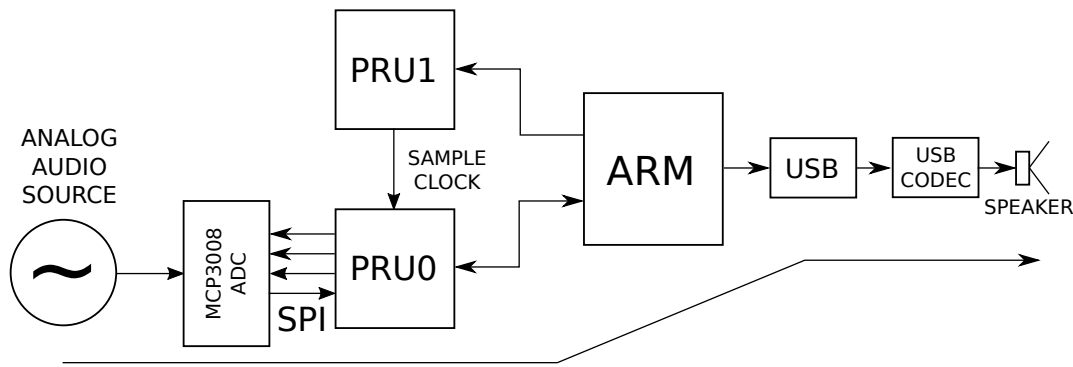 PRU1
ANALOG
AUDIO
SOURCE
SAMPLE
CLOCK
ARM
USB
USB
CODEC
SPEAKER
~
MCP3008
ADC
PRU0
SPI